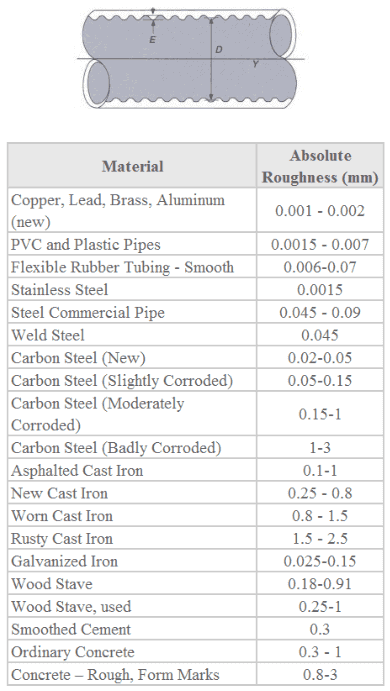 E
D
Y
Material Absolute Roughness (mm)
Copper, Lead, Brass, Aluminum (new) 0.001 - 0.002
PVC and Plastic Pipes 0.0015 - 0.007
Flexible Rubber Tubing - Smooth 0.006-0.07
Stainless Steel 0.0015
Steel Commercial Pipe 0.045 - 0.09
Weld Steel 0.045
Carbon Steel (New) 0.02-0.05
Carbon Steel (Slightly Corroded) 0.05-0.15
Carbon Steel (Moderately Corroded) 0.15-1
Carbon Steel (Badly Corroded) 1-3
Asphalted Cast Iron 0.1-1
New Cast Iron 0.25 - 0.8
Worn Cast Iron 0.8 - 1.5
Rusty Cast Iron 1.5 - 2.5
Galvanized Iron 0.025-0.15
Wood Stave 0.18-0.91
Wood Stave, used 0.25-1
Smoothed Cement 0.3
Ordinary Concrete 0.3 - 1
Concrete – Rough, Form Marks 0.8-3